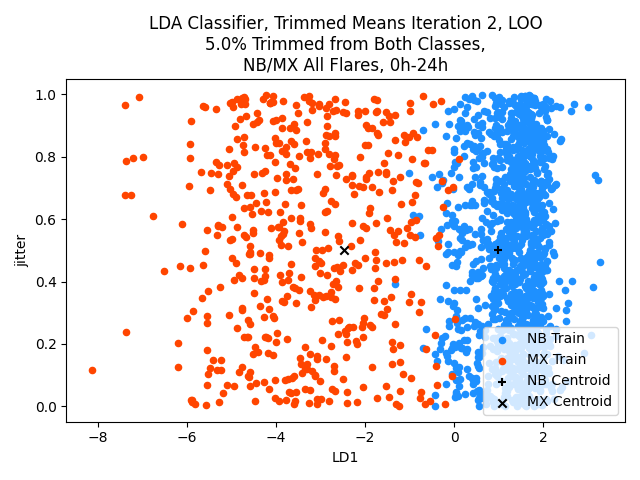 LDA Classifier, Trimmed Means Iteration 2, LOO
5.0% Trimmed from Both Classes,
NB/MX All Flares, 0h-24h
jitter
1.0
0.8
0.6
0.4
0.2
0.0
NB Train
MX Train
NB Centroid
MX Centroid
−8 −6 −4 −2 0 2
LD1